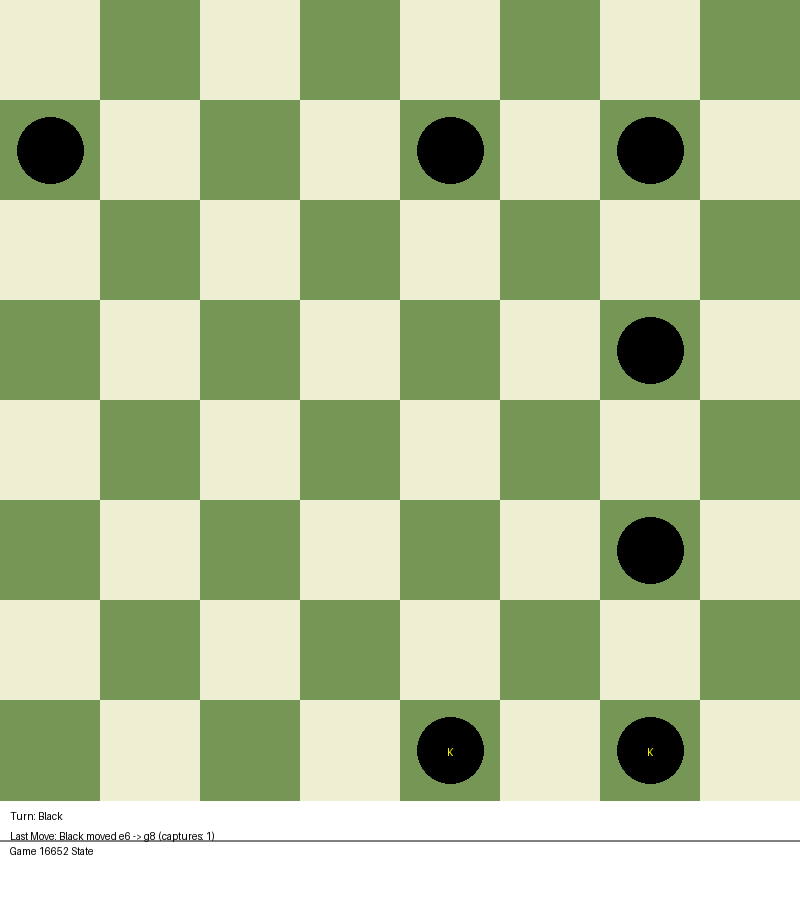 K K
Turn: Black
Last Move: Black moved e6 -> g8 (captures: 1)
Game 16652 State